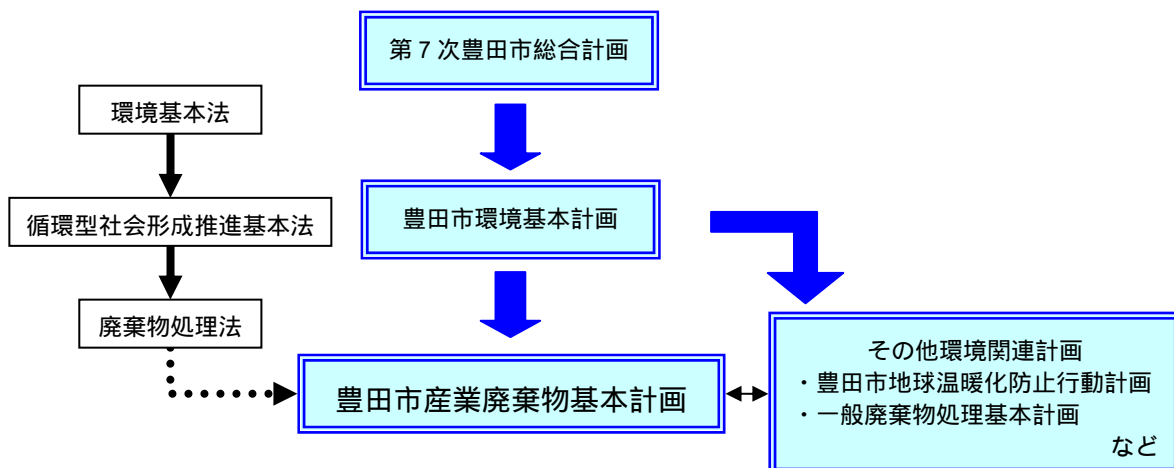 第７次豊田市総合計画
環境基本法
循環型社会形成推進基本法
豊田市環境基本計画
廃棄物処理法
豊田市産業廃棄物基本計画
その他環境関連計画
・豊田市地球温暖化防止行動計画
・一般廃棄物処理基本計画
など